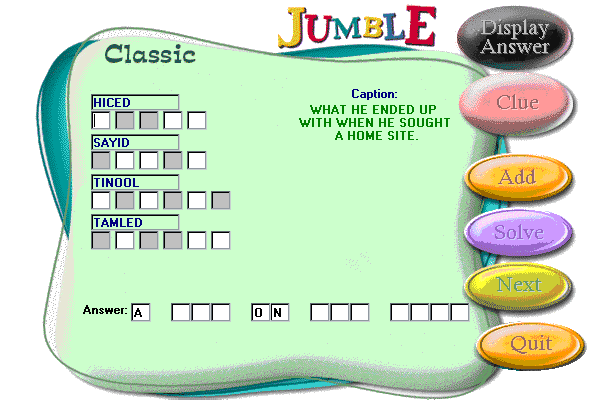 JUMBLE
Classic
Display
Answer
Clue
Add
Solve
Next
Quit
Caption:
WHAT HE ENDED UP
WITH WHEN HE SOUGHT
A HOME SITE.
HICED
SAYID
TINOOL
TAMLED
Answer: A ON